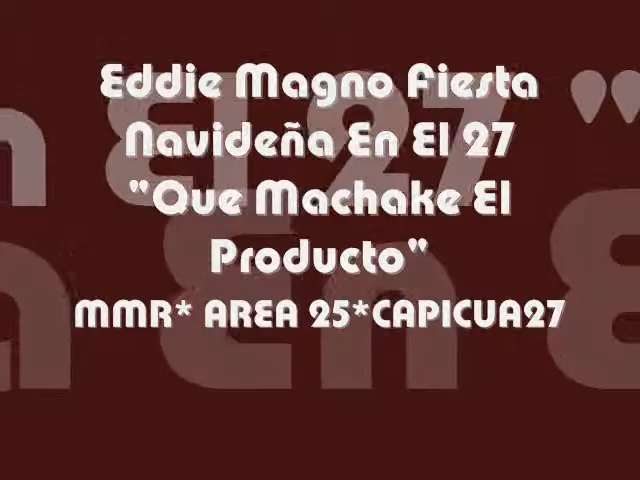 Eddie Magno Fiesta
Navideña En El 27
"Que Machake El
Producto"
MMR* AREA 25*CAPICUA27